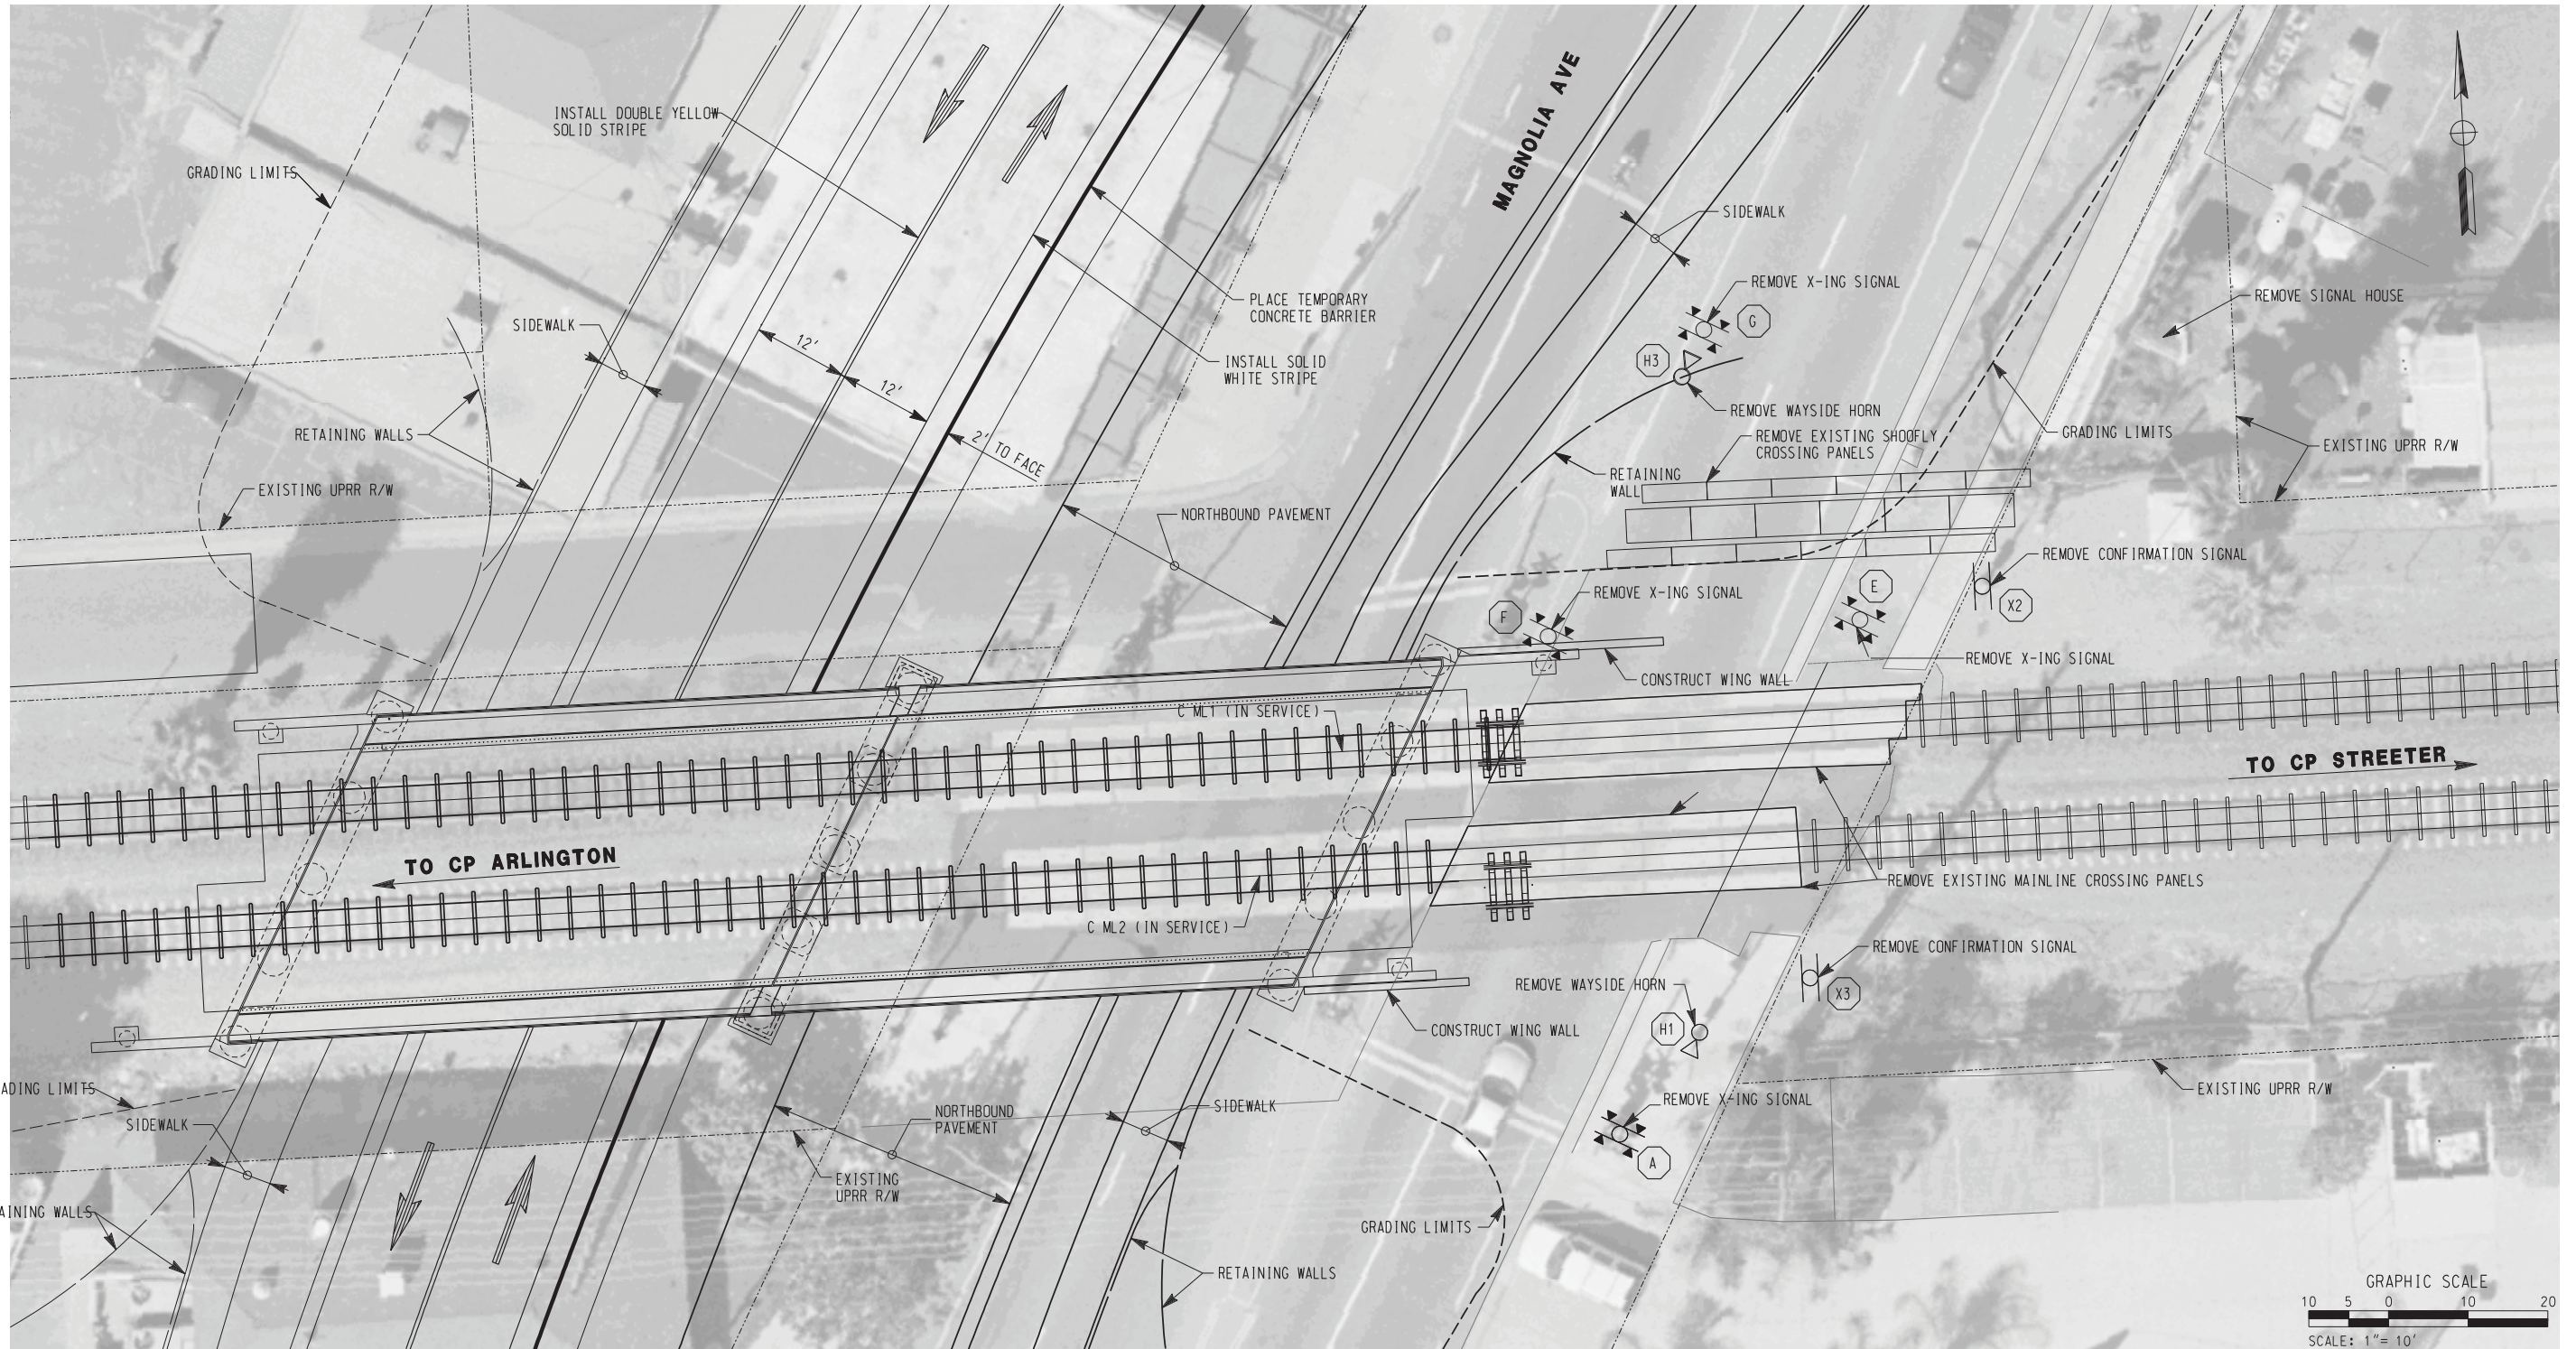 MAGNOLIA AVE
INSTALL DOUBLE YELLOW
SOLID STRIPE
GRADING LIMITS
SIDEWALK
REMOVE X-ING SIGNAL
G
REMOVE SIGNAL HOUSE
PLACE TEMPORARY
CONCRETE BARRIER
SIDEWALK
12'
12'
H3
INSTALL SOLID
WHITE STRIPE
REMOVE WAYSIDE HORN
RETAINING WALLS
2' TO FACE
REMOVE EXISTING SHOOFLY
CROSSING PANELS
GRADING LIMITS
EXISTING UPRR R/W
RETAINING
WALL
EXISTING UPRR R/W
NORTHBOUND PAVEMENT
REMOVE CONFIRMATION SIGNAL
E
X2
REMOVE X-ING SIGNAL
F
REMOVE X-ING SIGNAL
CONSTRUCT WING WALL
C ML1 (IN SERVICE)
TO CP STREETER
TO CP ARLINGTON
REMOVE EXISTING MAINLINE CROSSING PANELS
C ML2 (IN SERVICE)
REMOVE CONFIRMATION SIGNAL
REMOVE WAYSIDE HORN
X3
H1
CONSTRUCT WING WALL
ADING LIMITS
EXISTING UPRR R/W
REMOVE X-ING SIGNAL
SIDEWALK
NORTHBOUND
PAVEMENT
SIDEWALK
A
EXISTING
UPRR R/W
AINING WALLS
GRADING LIMITS
RETAINING WALLS
GRAPHIC SCALE
10 5 0 10 20
SCALE: 1"= 10'